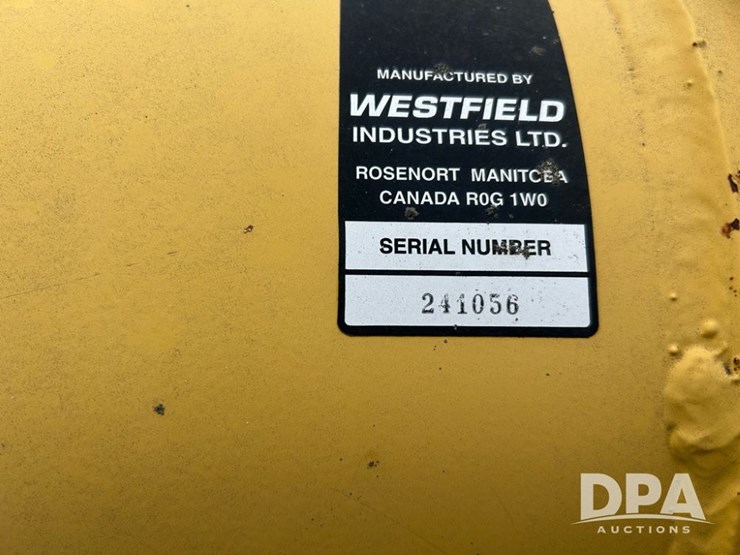 MANUFACTURED BY
WESTFIELD
INDUSTRIES LTD.
ROSENORT MANITOBA
CANADA R0G 1W0
SERIAL NUMBER
241056
DPA
AUCTIONS